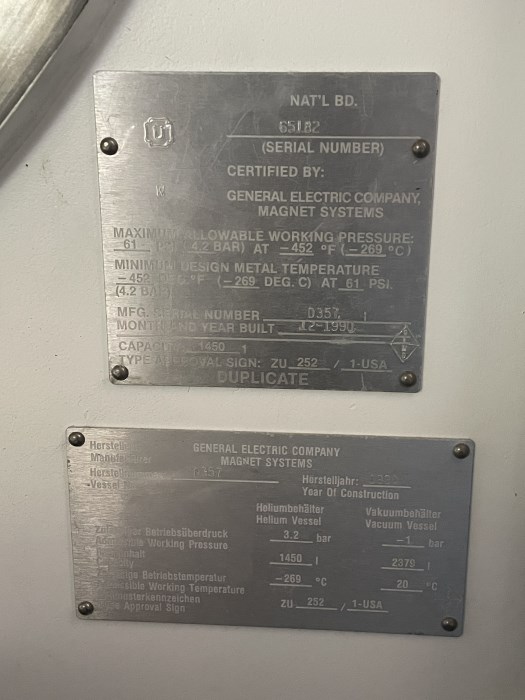 NAT'L BD.
U
65182
(SERIAL NUMBER)
CERTIFIED BY:
W
GENERAL ELECTRIC COMPANY,
MAGNET SYSTEMS
MAXIMUM ALLOWABLE WORKING PRESSURE:
61 (4.2 BAR) AT -452 °F (-269 °C)
MINIMUM DESIGN METAL TEMPERATURE
-452 DEG °F (-269 DEG. C) AT 61 PSI.
(4.2 BAR)
MFG. SERIAL NUMBER D357
MONTH AND YEAR BUILT 12-1990
CAPACITY 1450 l
TYPE APPROVAL SIGN: ZU 252 / 1-USA
DUPLICATE
GENERAL ELECTRIC COMPANY
MAGNET SYSTEMS
D357
Herstelljahr:
Vessel
Year Of Construction
Heliumbehälter Vakuumbehälter
Helium Vessel Vacuum Vessel
Betriebsüberdruck 3.2 bar -1 bar
Working Pressure
1450 l 2379 l
Betriebstemperatur -269 °C 20 °C
Working Temperature
Approval Sign ZU 252 / 1-USA